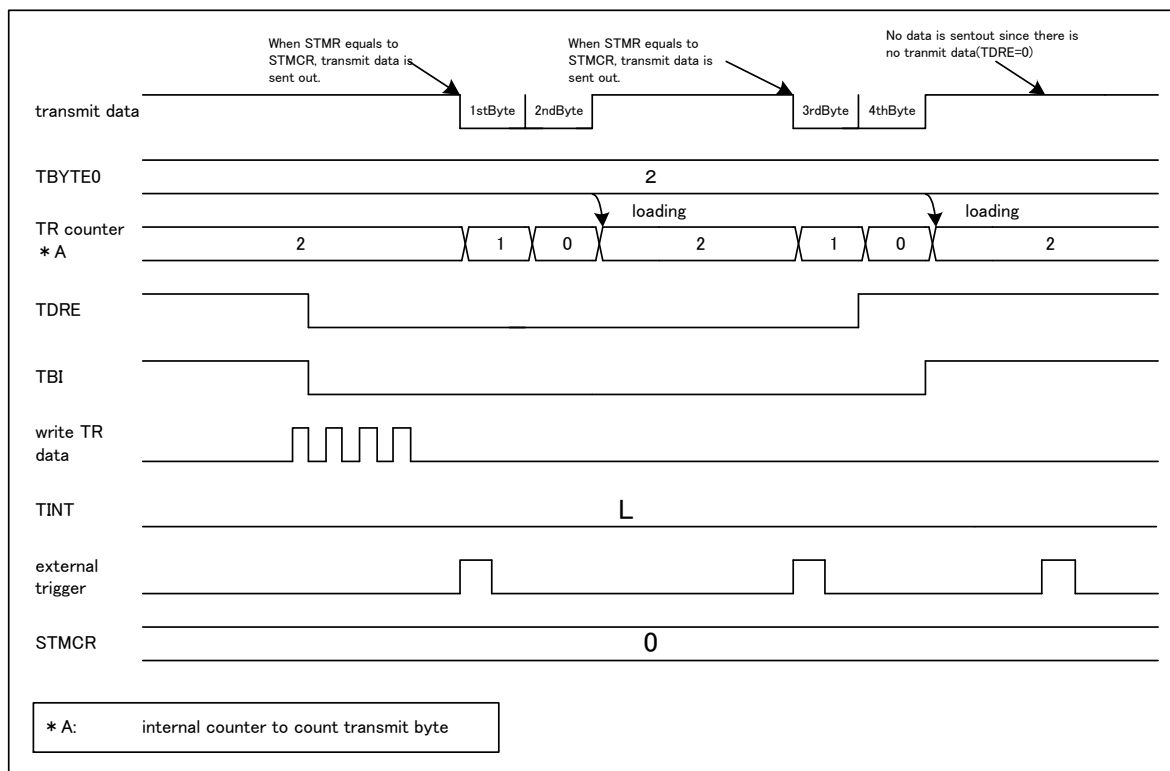 When STMR equals to
STMCR, transmit data is
sent out.
When STMR equals to
STMCR, transmit data is
sent out.
No data is sentout since there is
no tranmit data(TDRE=0)
transmit data
1stByte
2ndByte
3rdByte
4thByte
TBYTE0
2
loading
loading
TR counter
* A
2
1
0
2
1
0
2
TDRE
TBI
write TR
data
TINT
L
external
trigger
STMCR
0
* A: internal counter to count transmit byte